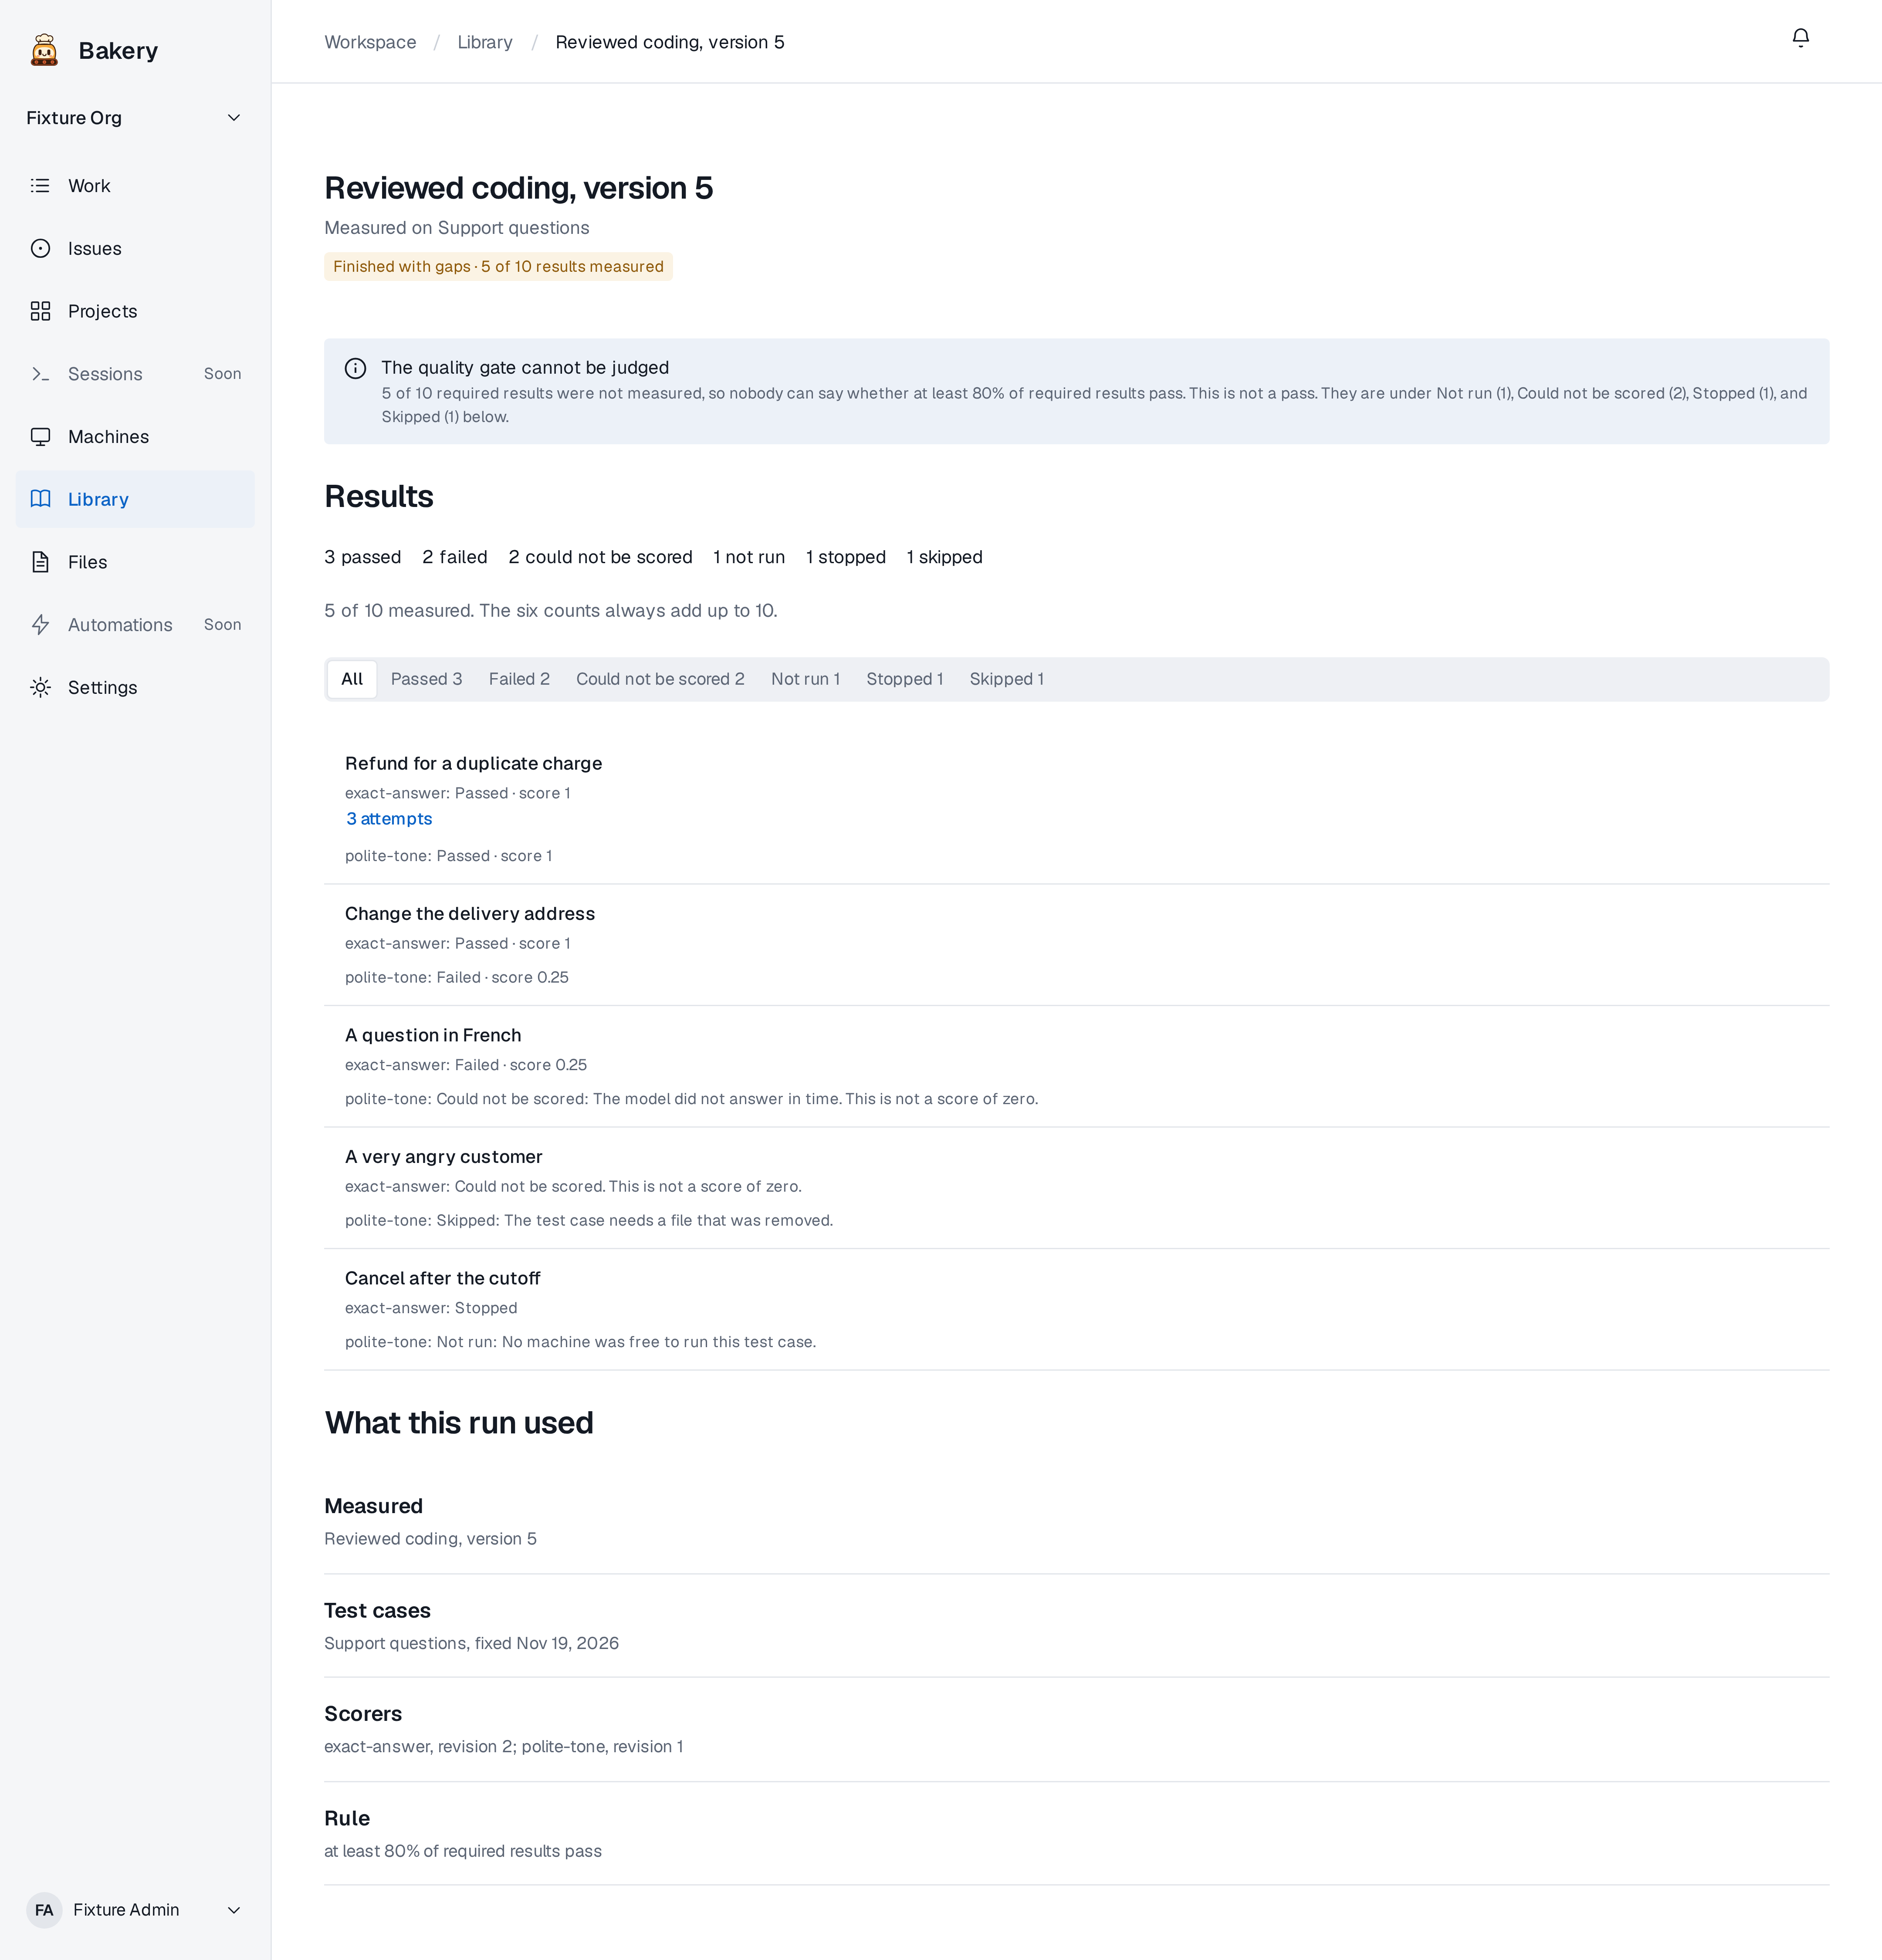 Bakery
Fixture Org
Work
Issues
Projects
Sessions Soon
Machines
Library
Files
Automations Soon
Settings
FA Fixture Admin
Workspace / Library / Reviewed coding, version 5
Reviewed coding, version 5
Measured on Support questions
Finished with gaps · 5 of 10 results measured
The quality gate cannot be judged
5 of 10 required results were not measured, so nobody can say whether at least 80% of required results pass. This is not a pass. They are under Not run (1), Could not be scored (2), Stopped (1), and
Skipped (1) below.
Results
3 passed 2 failed 2 could not be scored 1 not run 1 stopped 1 skipped
5 of 10 measured. The six counts always add up to 10.
All Passed 3 Failed 2 Could not be scored 2 Not run 1 Stopped 1 Skipped 1
Refund for a duplicate charge
exact-answer: Passed · score 1
3 attempts
polite-tone: Passed · score 1
Change the delivery address
exact-answer: Passed · score 1
polite-tone: Failed · score 0.25
A question in French
exact-answer: Failed · score 0.25
polite-tone: Could not be scored: The model did not answer in time. This is not a score of zero.
A very angry customer
exact-answer: Could not be scored. This is not a score of zero.
polite-tone: Skipped: The test case needs a file that was removed.
Cancel after the cutoff
exact-answer: Stopped
polite-tone: Not run: No machine was free to run this test case.
What this run used
Measured
Reviewed coding, version 5
Test cases
Support questions, fixed Nov 19, 2026
Scorers
exact-answer, revision 2; polite-tone, revision 1
Rule
at least 80% of required results pass